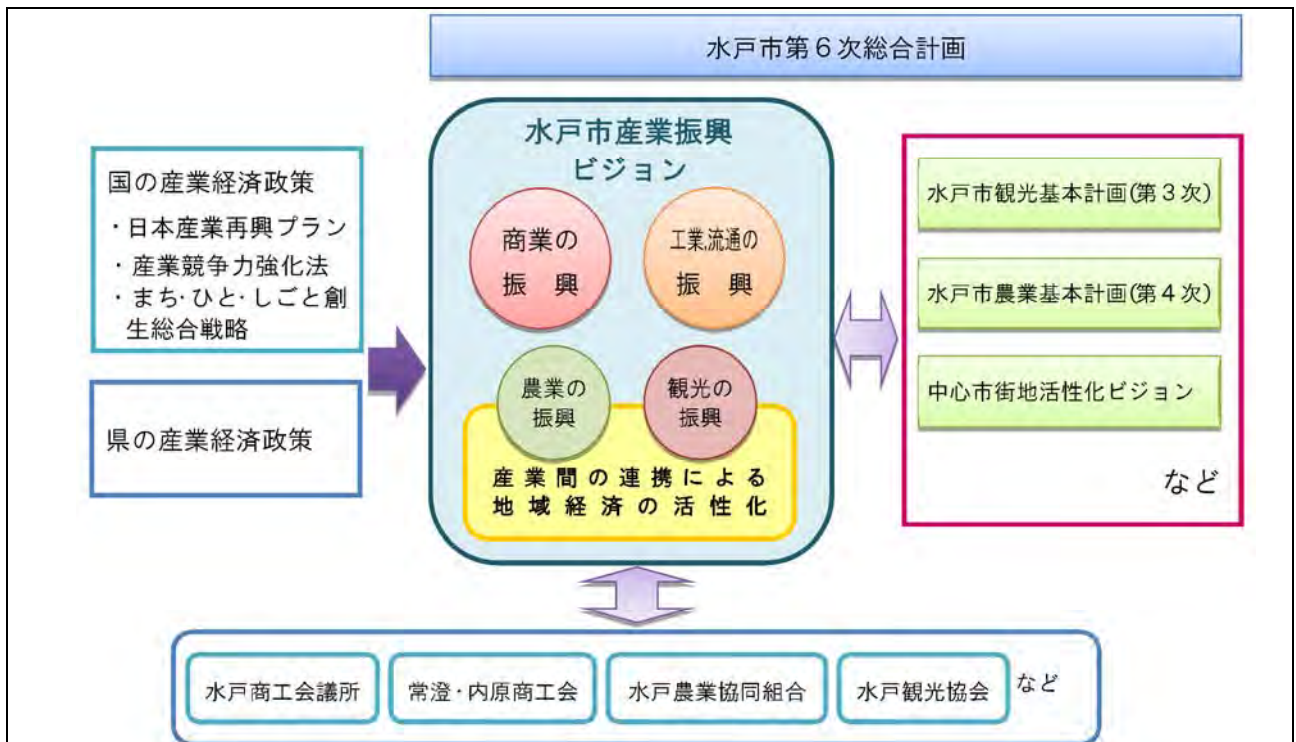 水戸市第６次総合計画
国の産業経済政策
・日本産業再興プラン
・産業競争力強化法
・まち・ひと・しごと創
生総合戦略
県の産業経済政策
水戸市産業振興
ビジョン
商業の
振　興
工業,流通の
振　興
農業の
振興
観光の
振興
産業間の連携による
地域経済の活性化
水戸市観光基本計画(第３次)
水戸市農業基本計画(第４次)
中心市街地活性化ビジョン
など
水戸商工会議所
常澄・内原商工会
水戸農業協同組合
水戸観光協会
など